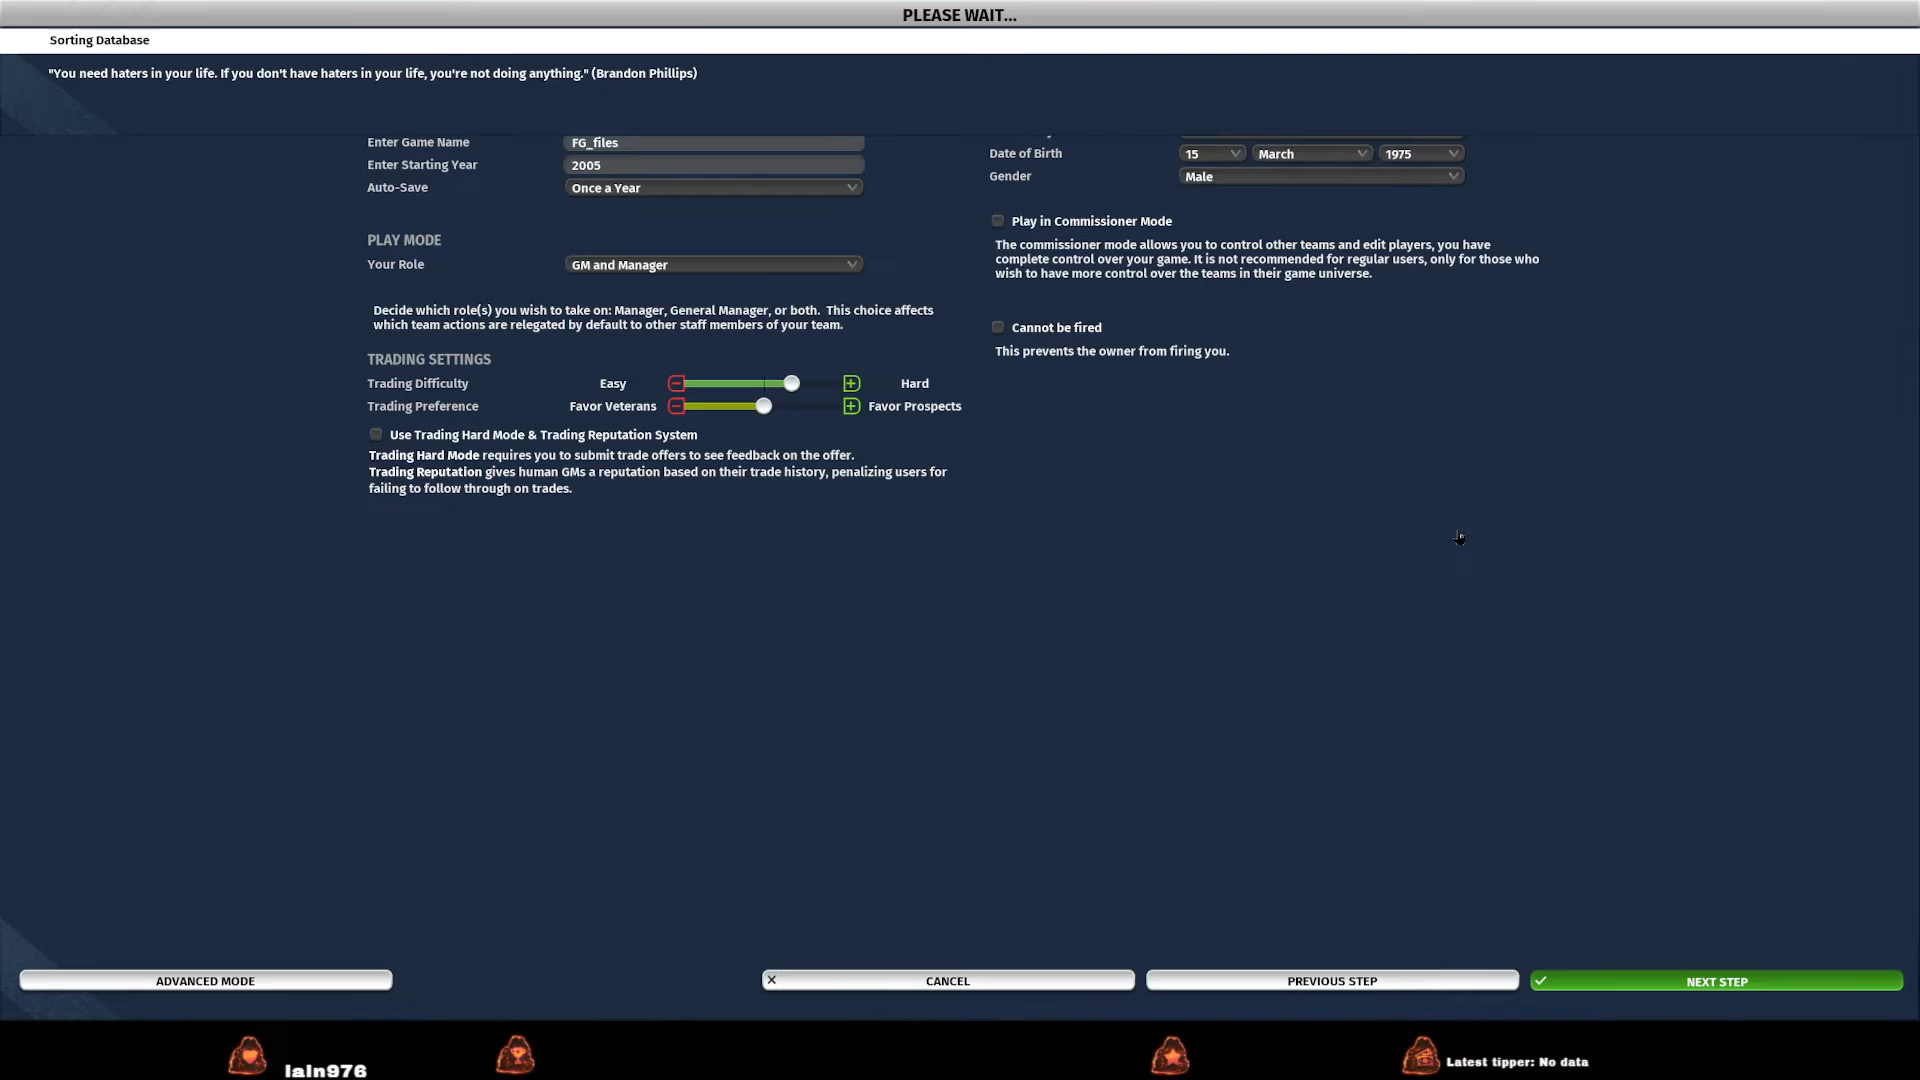 PLEASE WAIT...
Sorting Database
"You need haters in your life. If you don't have haters in your life, you're not doing anything." (Brandon Phillips)
Enter Game Name FG_files
Enter Starting Year 2005
Auto-Save Once a Year
PLAY MODE
Your Role GM and Manager
Decide which role(s) you wish to take on: Manager, General Manager, or both. This choice affects
which team actions are relegated by default to other staff members of your team.
TRADING SETTINGS
Trading Difficulty Easy Hard
Trading Preference Favor Veterans Favor Prospects
Use Trading Hard Mode & Trading Reputation System
Trading Hard Mode requires you to submit trade offers to see feedback on the offer.
Trading Reputation gives human GMs a reputation based on their trade history, penalizing users for
failing to follow through on trades.
Date of Birth 15 March 1975
Gender Male
Play in Commissioner Mode
The commissioner mode allows you to control other teams and edit players, you have
complete control over your game. It is not recommended for regular users, only for those who
wish to have more control over the teams in their game universe.
Cannot be fired
This prevents the owner from firing you.
ADVANCED MODE
CANCEL
PREVIOUS STEP
NEXT STEP
Latest tipper: No data